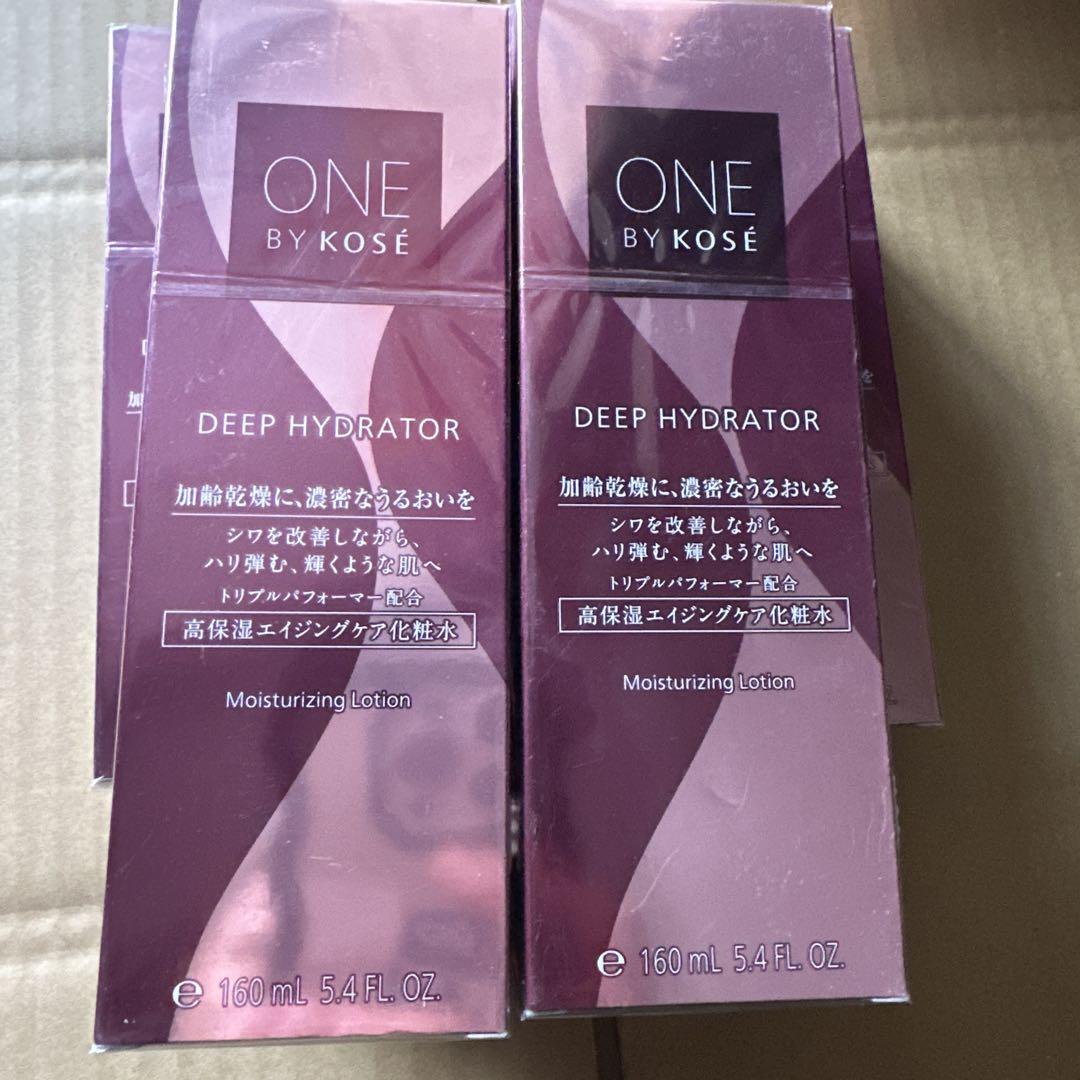 ONE
BY KOSÉ
DEEP HYDRATOR
加齢乾燥に、濃密なうるおいを
シワを改善しながら、
ハリ弾む、輝くような肌へ
トリプルパフォーマー配合
高保湿エイジングケア化粧水
Moisturizing Lotion
e 160 mL 5.4 FL. OZ.
ONE
BY KOSÉ
DEEP HYDRATOR
加齢乾燥に、濃密なうるおいを
シワを改善しながら、
ハリ弾む、輝くような肌へ
トリプルパフォーマー配合
高保湿エイジングケア化粧水
Moisturizing Lotion
e 160 mL 5.4 FL. OZ.
加
を